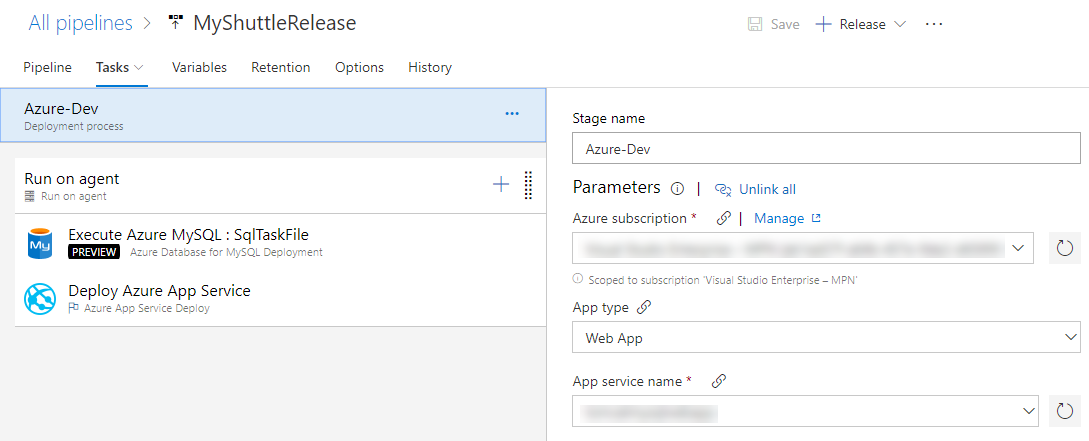 All pipelines > MyShuttleRelease
Save + Release ...
Pipeline Tasks Variables Retention Options History
Azure-Dev
Deployment process
Run on agent
Run on agent
Execute Azure MySQL : SqlTaskFile
My
PREVIEW Azure Database for MySQL Deployment
Deploy Azure App Service
Azure App Service Deploy
Stage name
Azure-Dev
Parameters | Unlink all
Azure subscription * | Manage
Scoped to subscription 'Visual Studio Enterprise – MPN'
App type
Web App
App service name *